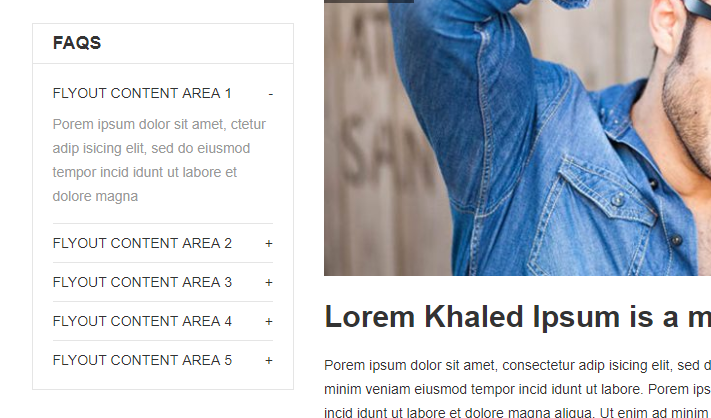 FAQS
FLYOUT CONTENT AREA 1 -
Porem ipsum dolor sit amet, ctetur
adip isicing elit, sed do eiusmod
tempor incid idunt ut labore et
dolore magna
FLYOUT CONTENT AREA 2 +
FLYOUT CONTENT AREA 3 +
FLYOUT CONTENT AREA 4 +
FLYOUT CONTENT AREA 5 +
SAN
Lorem Khaled Ipsum is a m
Porem ipsum dolor sit amet, consectetur adip isicing elit, sed d
minim veniam eiusmod tempor incid idunt ut labore. Porem ips
incid idunt ut labore et dolore magna aliqua. Ut enim ad minim